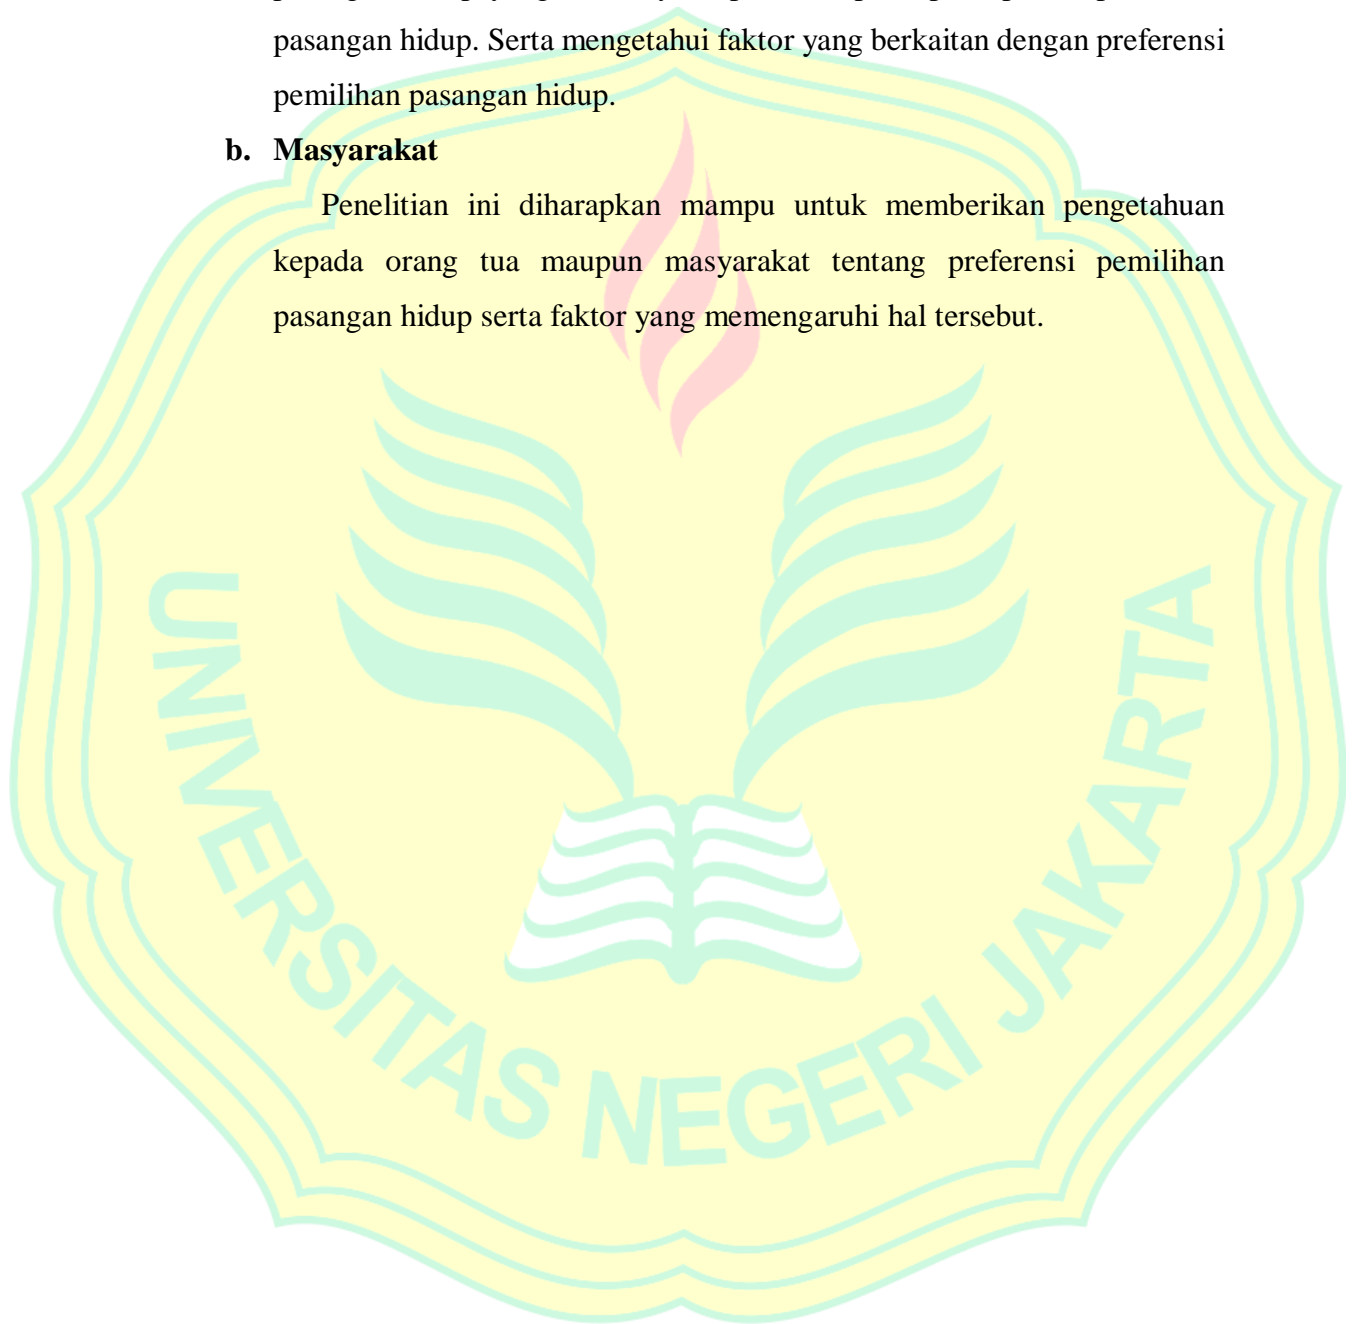 pasangan hidup. Serta mengetahui faktor yang berkaitan dengan preferensi
pemilihan pasangan hidup.
b. Masyarakat
Penelitian ini diharapkan mampu untuk memberikan pengetahuan
kepada orang tua maupun masyarakat tentang preferensi pemilihan
pasangan hidup serta faktor yang memengaruhi hal tersebut.
UNIVERSITAS NEGERI JAKARTA